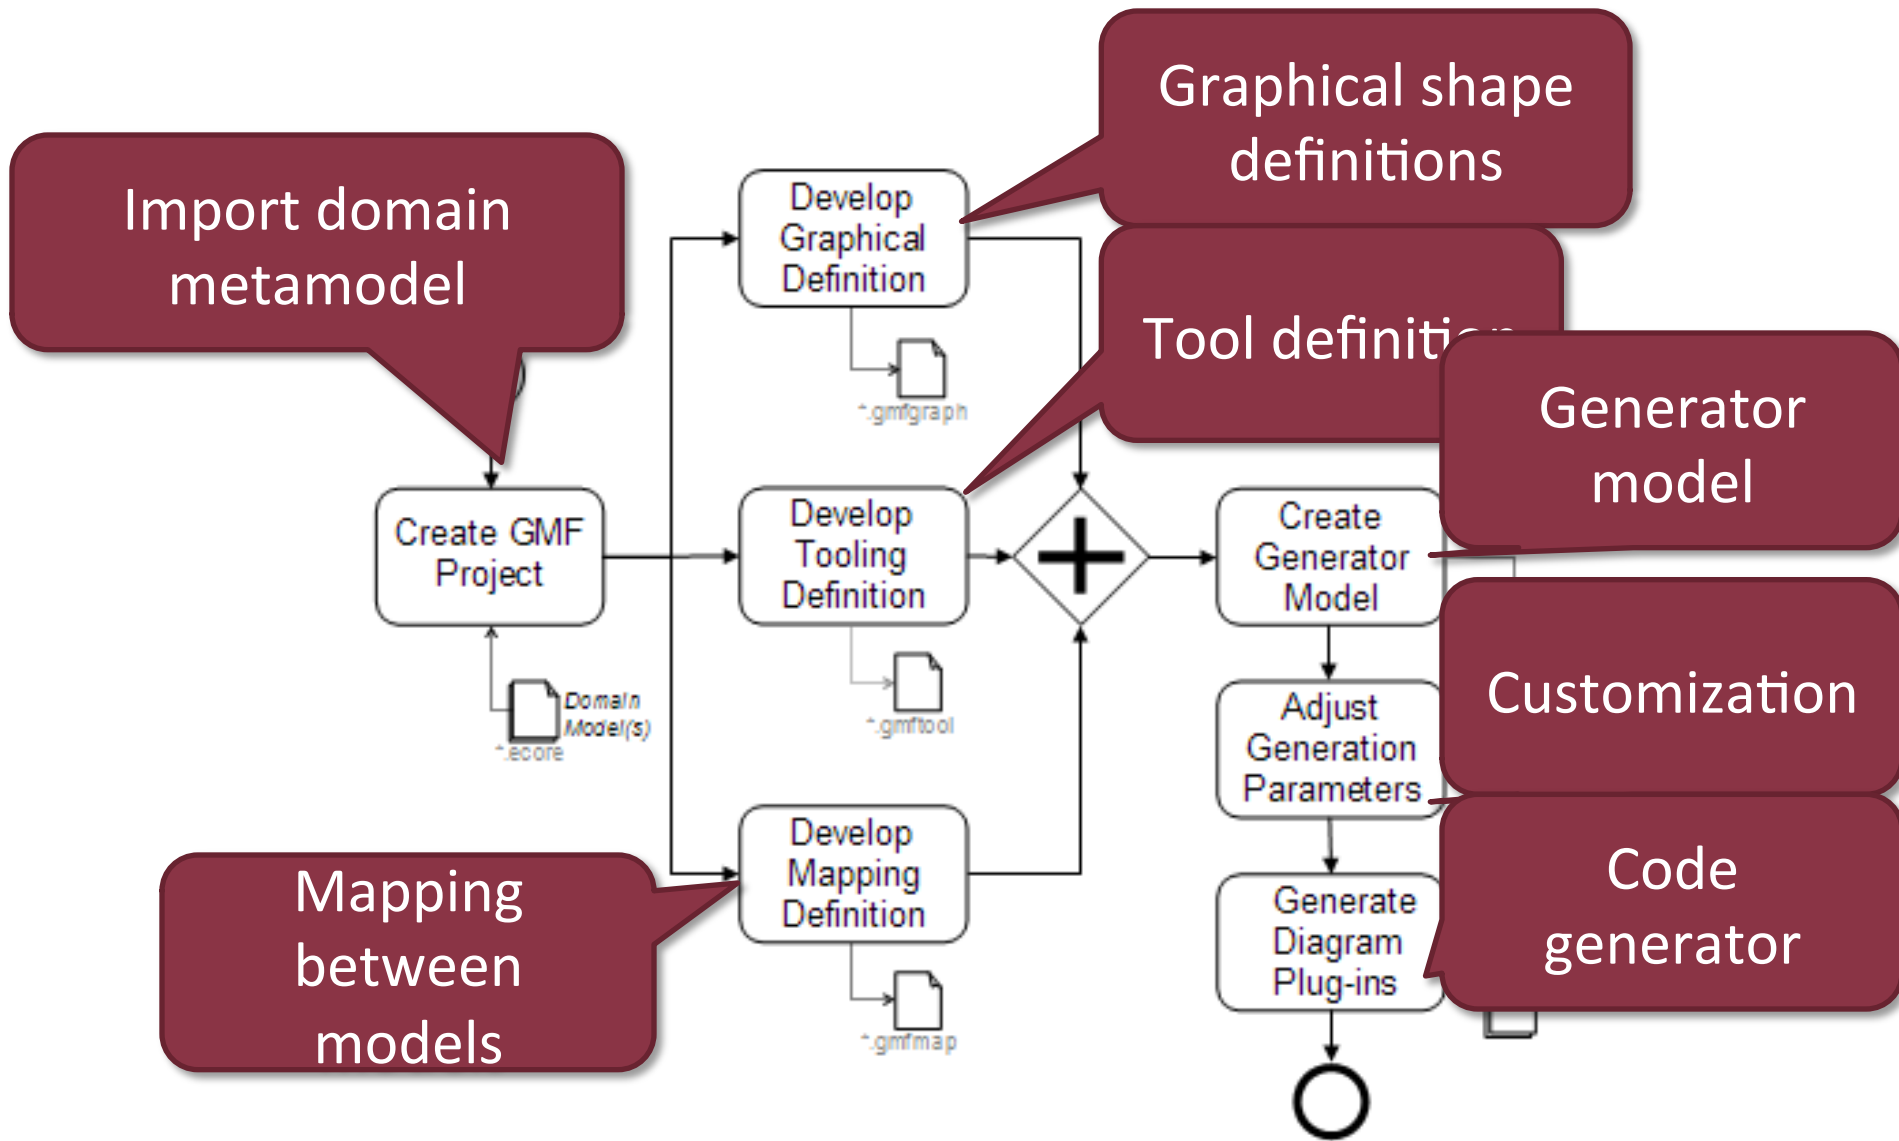 Graphical shape
definitions
Import domain
metamodel
Develop
Graphical
Definition
*.gmfgraph
Tool
Generator
model
Create GMF
Project
Domain
Model(s)
*.ecore
Develop
Tooling
Definition
*.gmftool
Create
Generator
Model
Customization
Adjust
Generation
Parameters
Mapping
between
models
Develop
Mapping
Definition
*.gmfmap
Code
generator
Generate
Diagram
Plug-ins